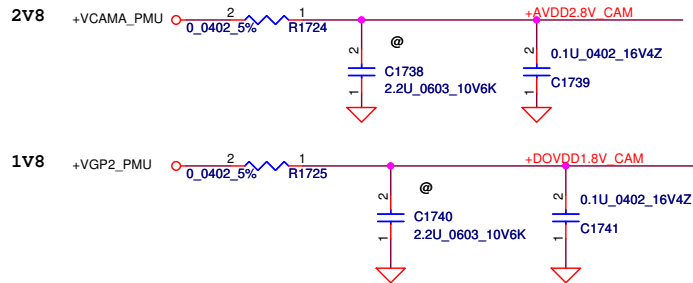 2V8
+VCAMA_PMU
2
1
0_0402_5%
R1724
+AVDD2.8V_CAM
@
2
1
C1738
2.2U_0603_10V6K
2
1
0.1U_0402_16V4Z
C1739
1V8
+VGP2_PMU
2
1
0_0402_5%
R1725
+DOVDD1.8V_CAM
@
2
1
C1740
2.2U_0603_10V6K
2
1
0.1U_0402_16V4Z
C1741